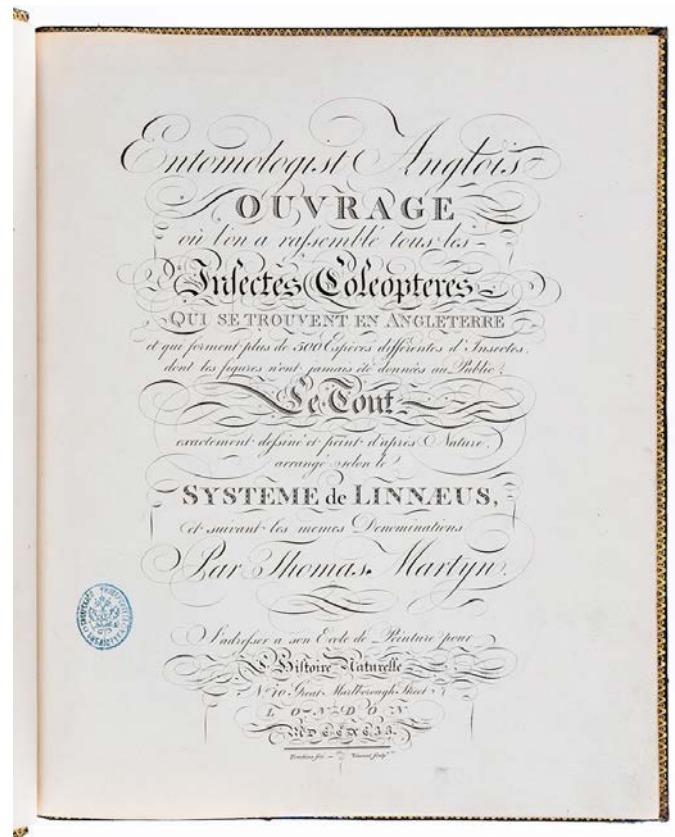 Entomologist Anglois
OUVRAGE
où l'on a raſsemblé tous les
Insectes Coleopteres
QUI SE TROUVENT EN ANGLETERRE
et qui forment plus de 500 Espèces differentes d'Insectes,
dont les figures n'ont jamais été données au Public:
Le Tout
exactement deſsiné et peint d'après Nature,
arrangé selon le
SYSTEME de LINNÆUS,
et suivant les memes Denominations
Par Thomas Martyn.
S'adreſser a son Ecole de Peinture pour
L'Histoire Naturelle
No. 10 Great Marlborough Street
LONDON
MDCCXCII.
Tomkins